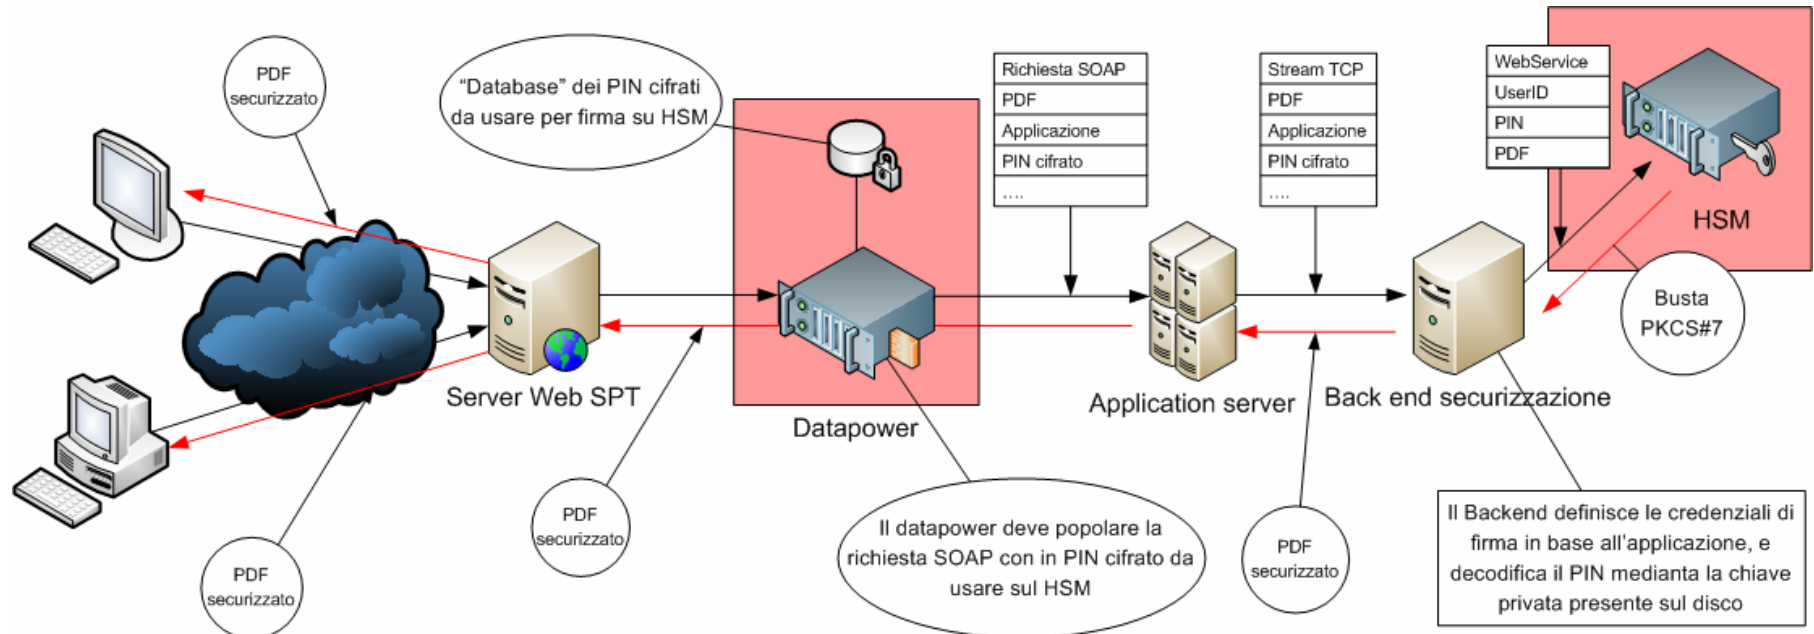 PDF
securizzato
"Database" dei PIN cifrati
da usare per firma su HSM
Richiesta SOAP
PDF
Applicazione
PIN cifrato
....
Stream TCP
PDF
Applicazione
PIN cifrato
....
WebService
UserID
PIN
PDF
HSM
Busta
PKCS#7
Server Web SPT
Datapower
Application server
Back end securizzazione
PDF
securizzato
PDF
securizzato
Il datapower deve popolare la
richiesta SOAP con in PIN cifrato da
usare sul HSM
PDF
securizzato
Il Backend definisce le credenziali di
firma in base all'applicazione, e
decodifica il PIN medianta la chiave
privata presente sul disco